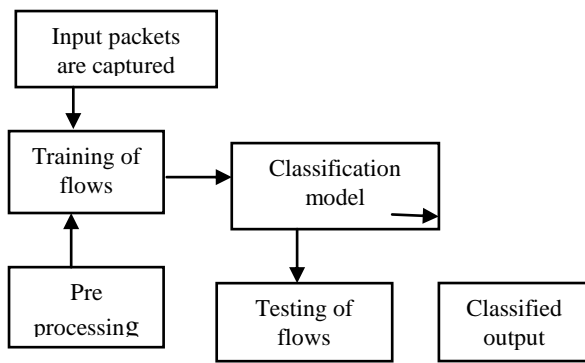 Input packets
are captured
Training of
flows
Classification
model
Pre
processing
Testing of
flows
Classified
output